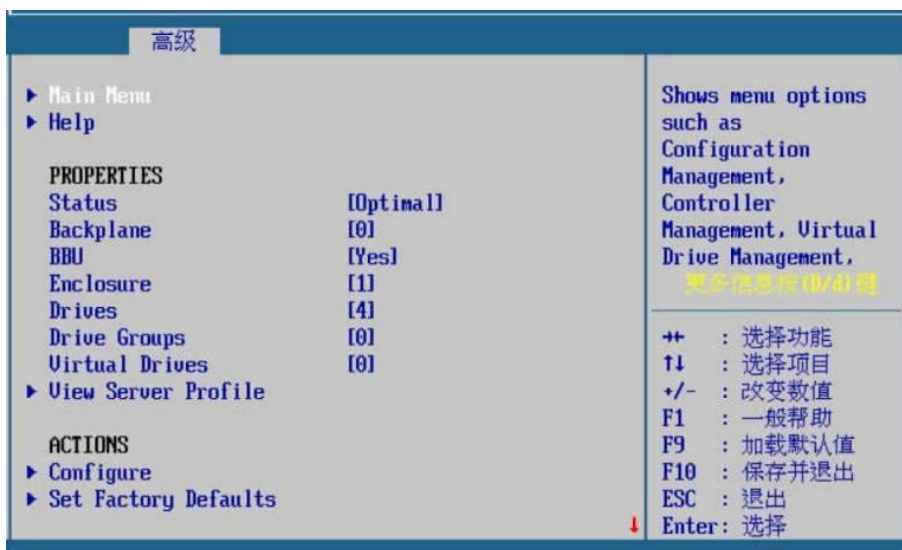 高级
Main Menu
Help
PROPERTIES
Status [Optimal]
Backplane [0]
BBU [Yes]
Enclosure [1]
Drives [4]
Drive Groups [0]
Virtual Drives [0]
View Server Profile
ACTIONS
Configure
Set Factory Defaults
Shows menu options
such as
Configuration
Management,
Controller
Management, Virtual
Drive Management,
更多信息按(D/d)键
→← : 选择功能
↑↓ : 选择项目
+/- : 改变数值
F1 : 一般帮助
F9 : 加载默认值
F10 : 保存并退出
ESC : 退出
Enter: 选择